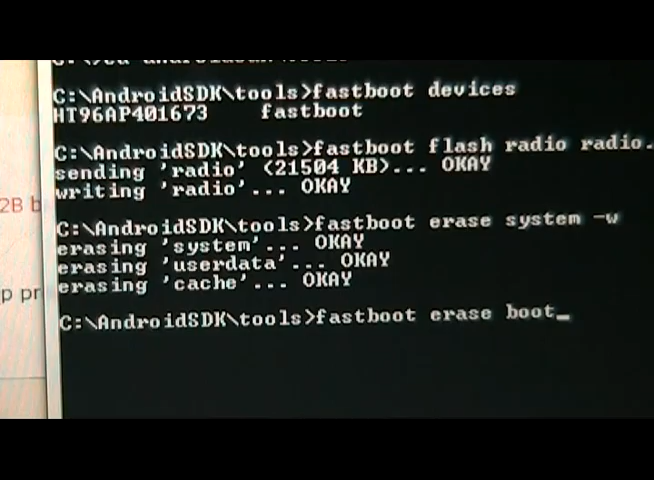 C:\AndroidSDK\tools>fastboot devices
HT96AP401673 fastboot
C:\AndroidSDK\tools>fastboot flash radio radio.
sending 'radio' (21504 KB)... OKAY
writing 'radio'... OKAY
2B b
C:\AndroidSDK\tools>fastboot erase system -w
erasing 'system'... OKAY
erasing 'userdata'... OKAY
erasing 'cache'... OKAY
p pr
C:\AndroidSDK\tools>fastboot erase boot_